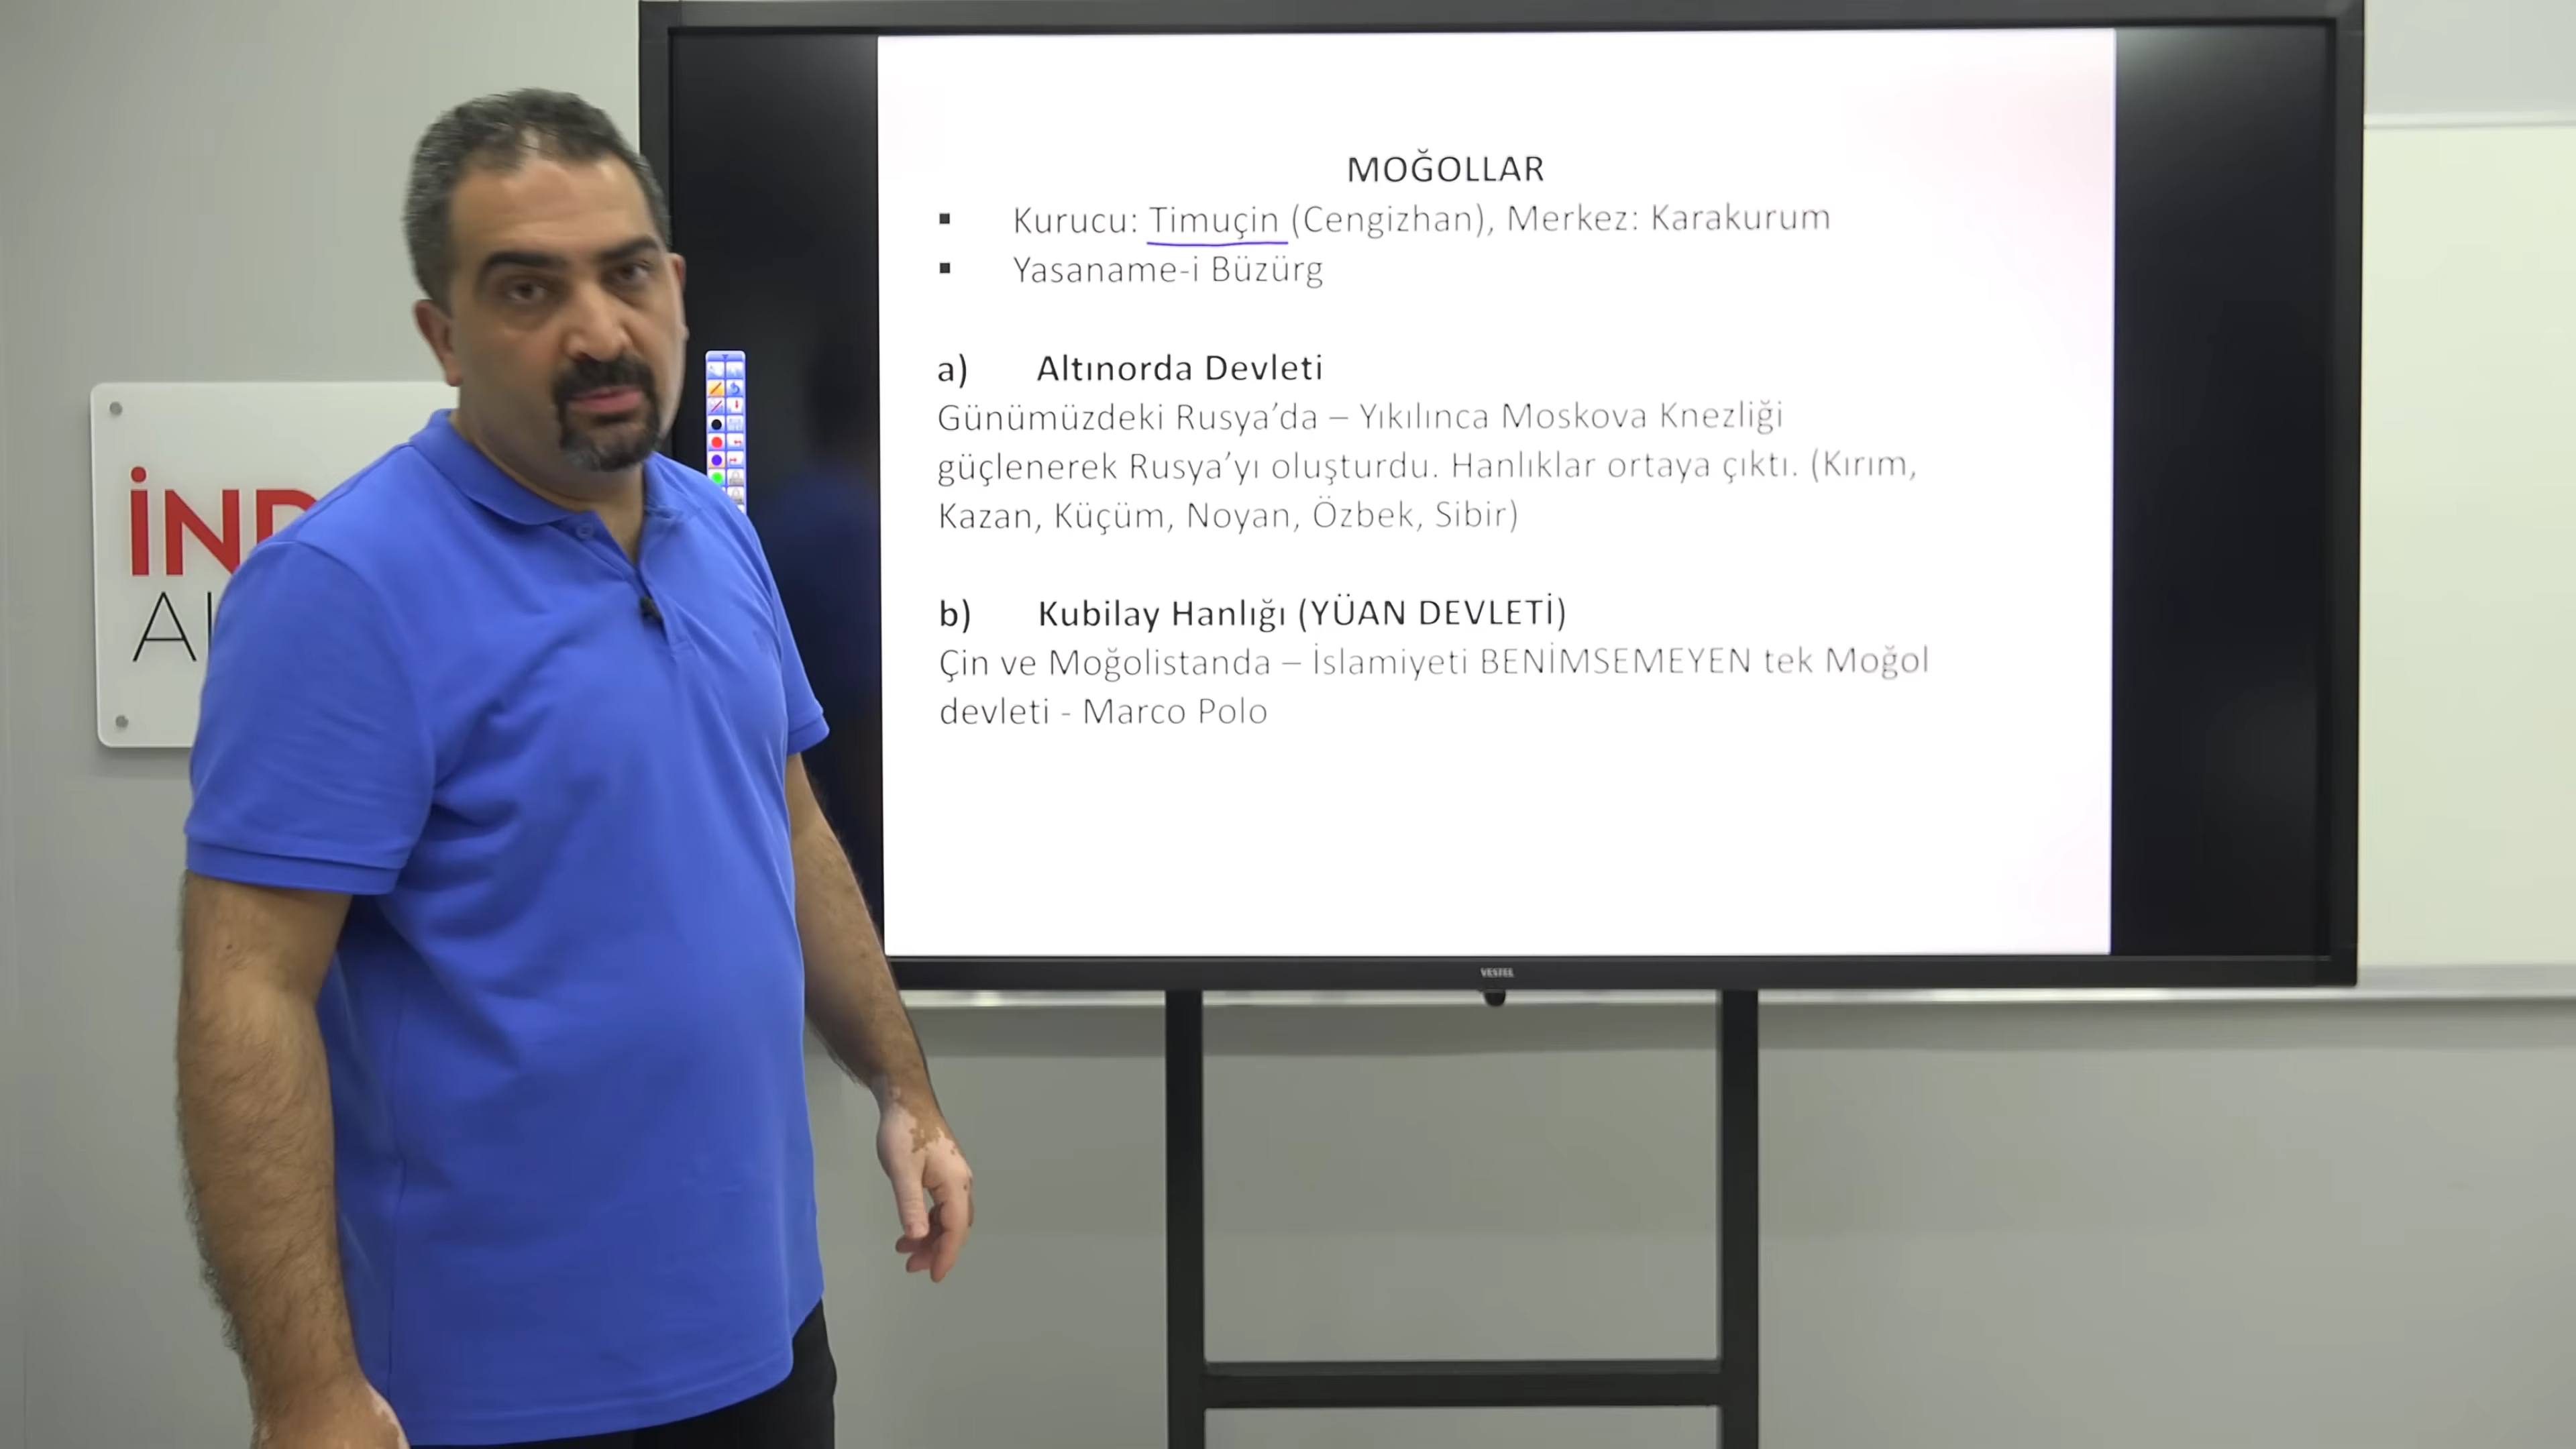 MOĞOLLAR
▪ Kurucu: Timuçin (Cengizhan), Merkez: Karakurum
▪ Yasaname-i Büzürg
a) Altınorda Devleti
Günümüzdeki Rusya’da – Yıkılınca Moskova Knezliği
güçlenerek Rusya’yı oluşturdu. Hanlıklar ortaya çıktı. (Kırım,
Kazan, Küçüm, Noyan, Özbek, Sibir)
b) Kubilay Hanlığı (YÜAN DEVLETİ)
Çin ve Moğolistanda – İslamiyeti BENİMSEMEYEN tek Moğol
devleti - Marco Polo
VESTEL